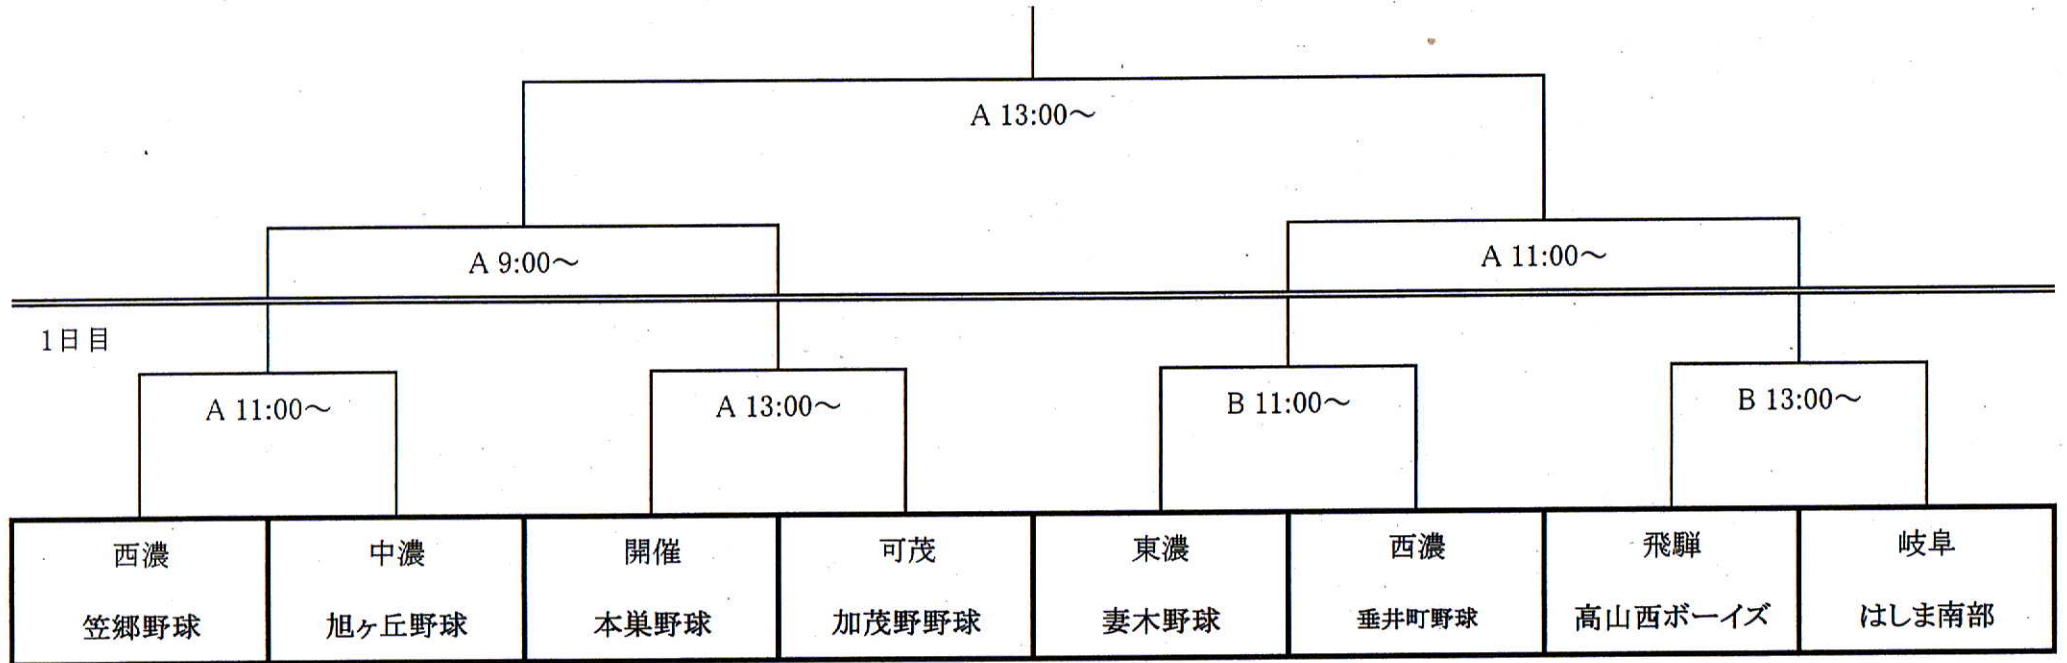 A 13:00～
A 9:00～
A 11:00～
1日目
A 11:00～
A 13:00～
B 11:00～
B 13:00～
西濃
笠郷野球
中濃
旭ヶ丘野球
開催
本巣野球
可茂
加茂野野球
東濃
妻木野球
西濃
垂井町野球
飛騨
高山西ボーイズ
岐阜
はしま南部